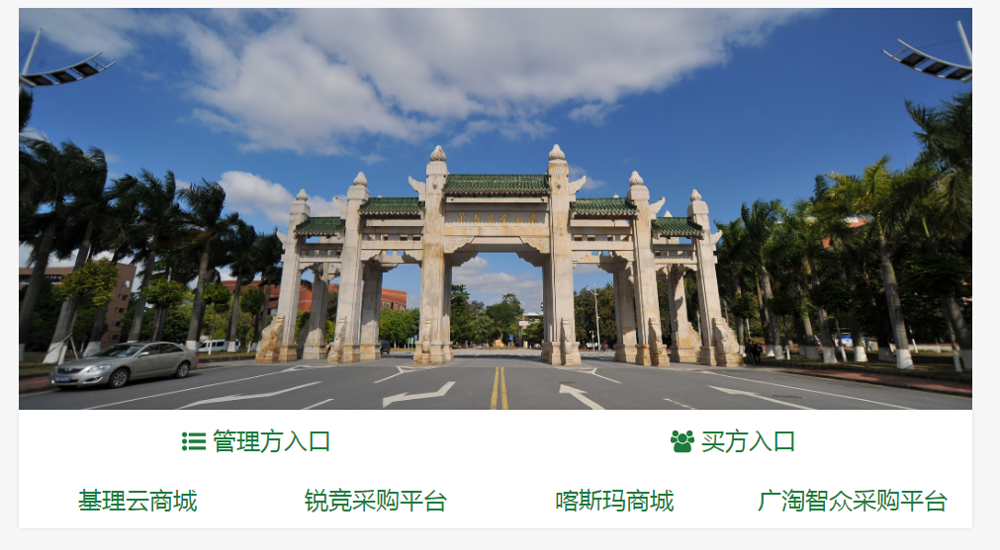 管理方入口
买方入口
基理云商城
锐竞采购平台
喀斯玛商城
广淘智众采购平台